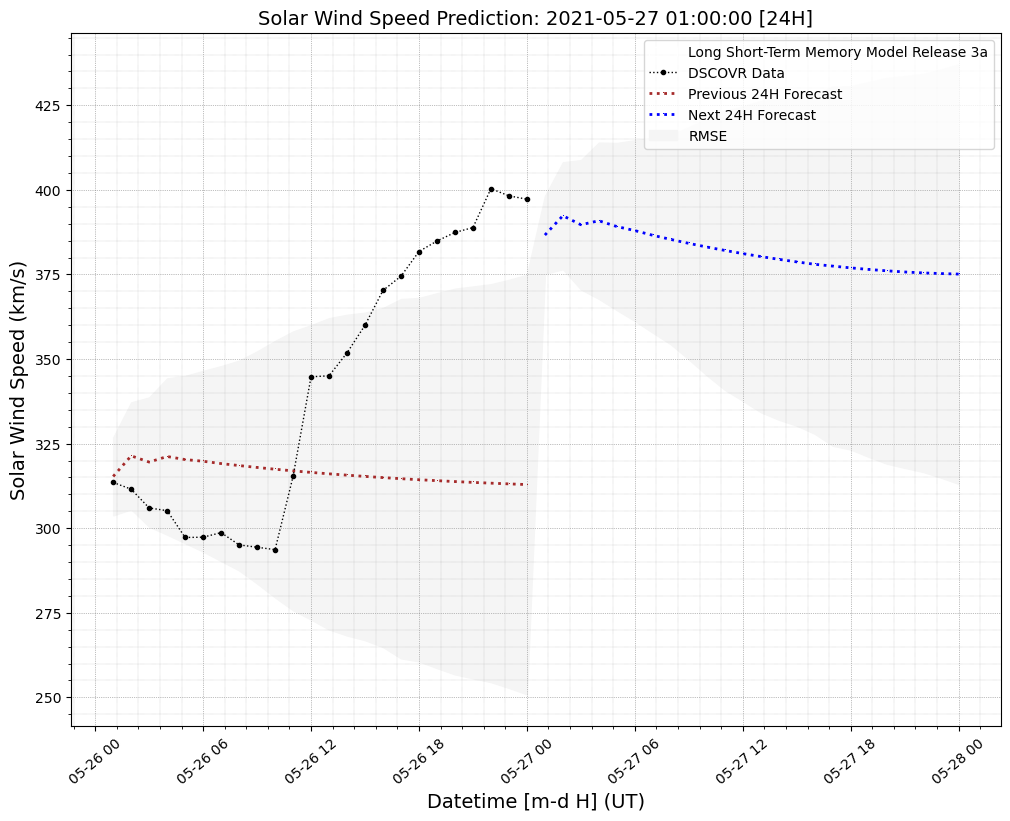 Solar Wind Speed Prediction: 2021-05-27 01:00:00 [24H]
Long Short-Term Memory Model Release 3a
DSCOVR Data
Previous 24H Forecast
Next 24H Forecast
RMSE
Solar Wind Speed (km/s)
425
400
375
350
325
300
275
250
05-26 00
05-26 06
05-26 12
05-26 18
05-27 00
05-27 06
05-27 12
05-27 18
05-28 00
Datetime [m-d H] (UT)